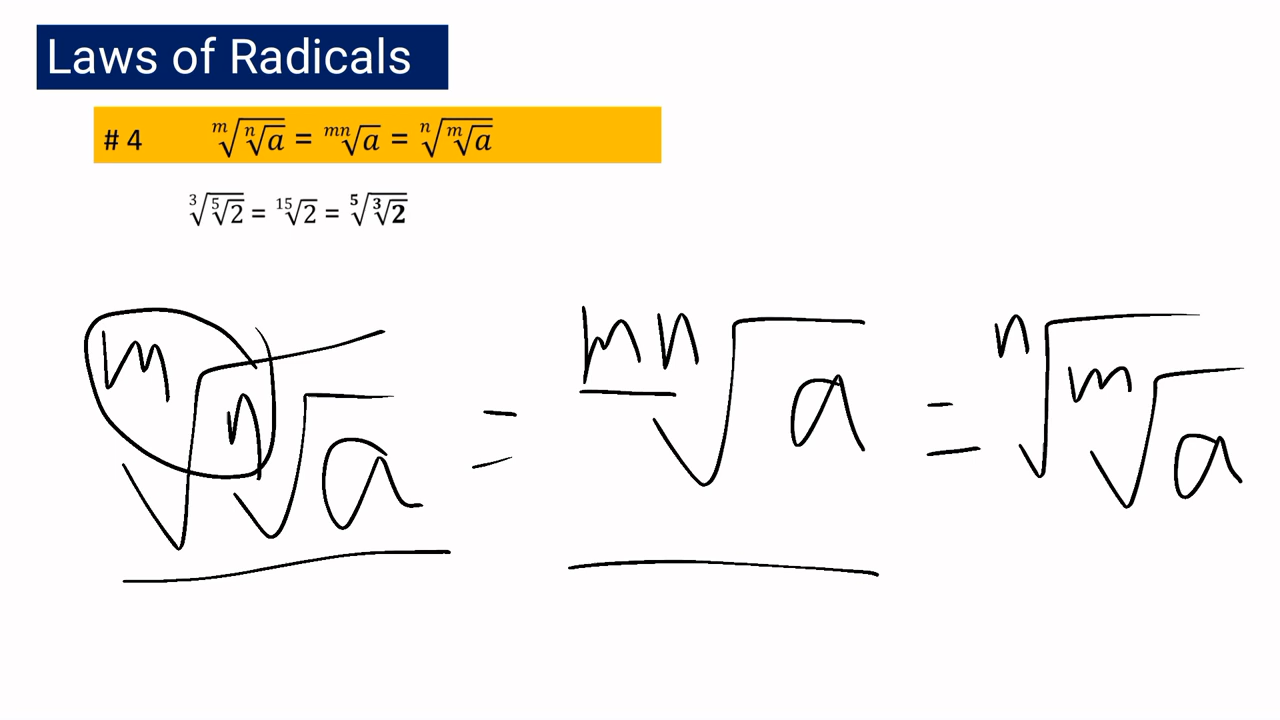 Laws of Radicals
# 4 ᵐ√(ⁿ√a) = ᵐⁿ√a = ⁿ√(ᵐ√a)
³√(⁵√2) = ¹⁵√2 = ⁵√(³√2)
ᵐ√(ⁿ√a) = ᵐⁿ√a = ⁿ√(ᵐ√a)